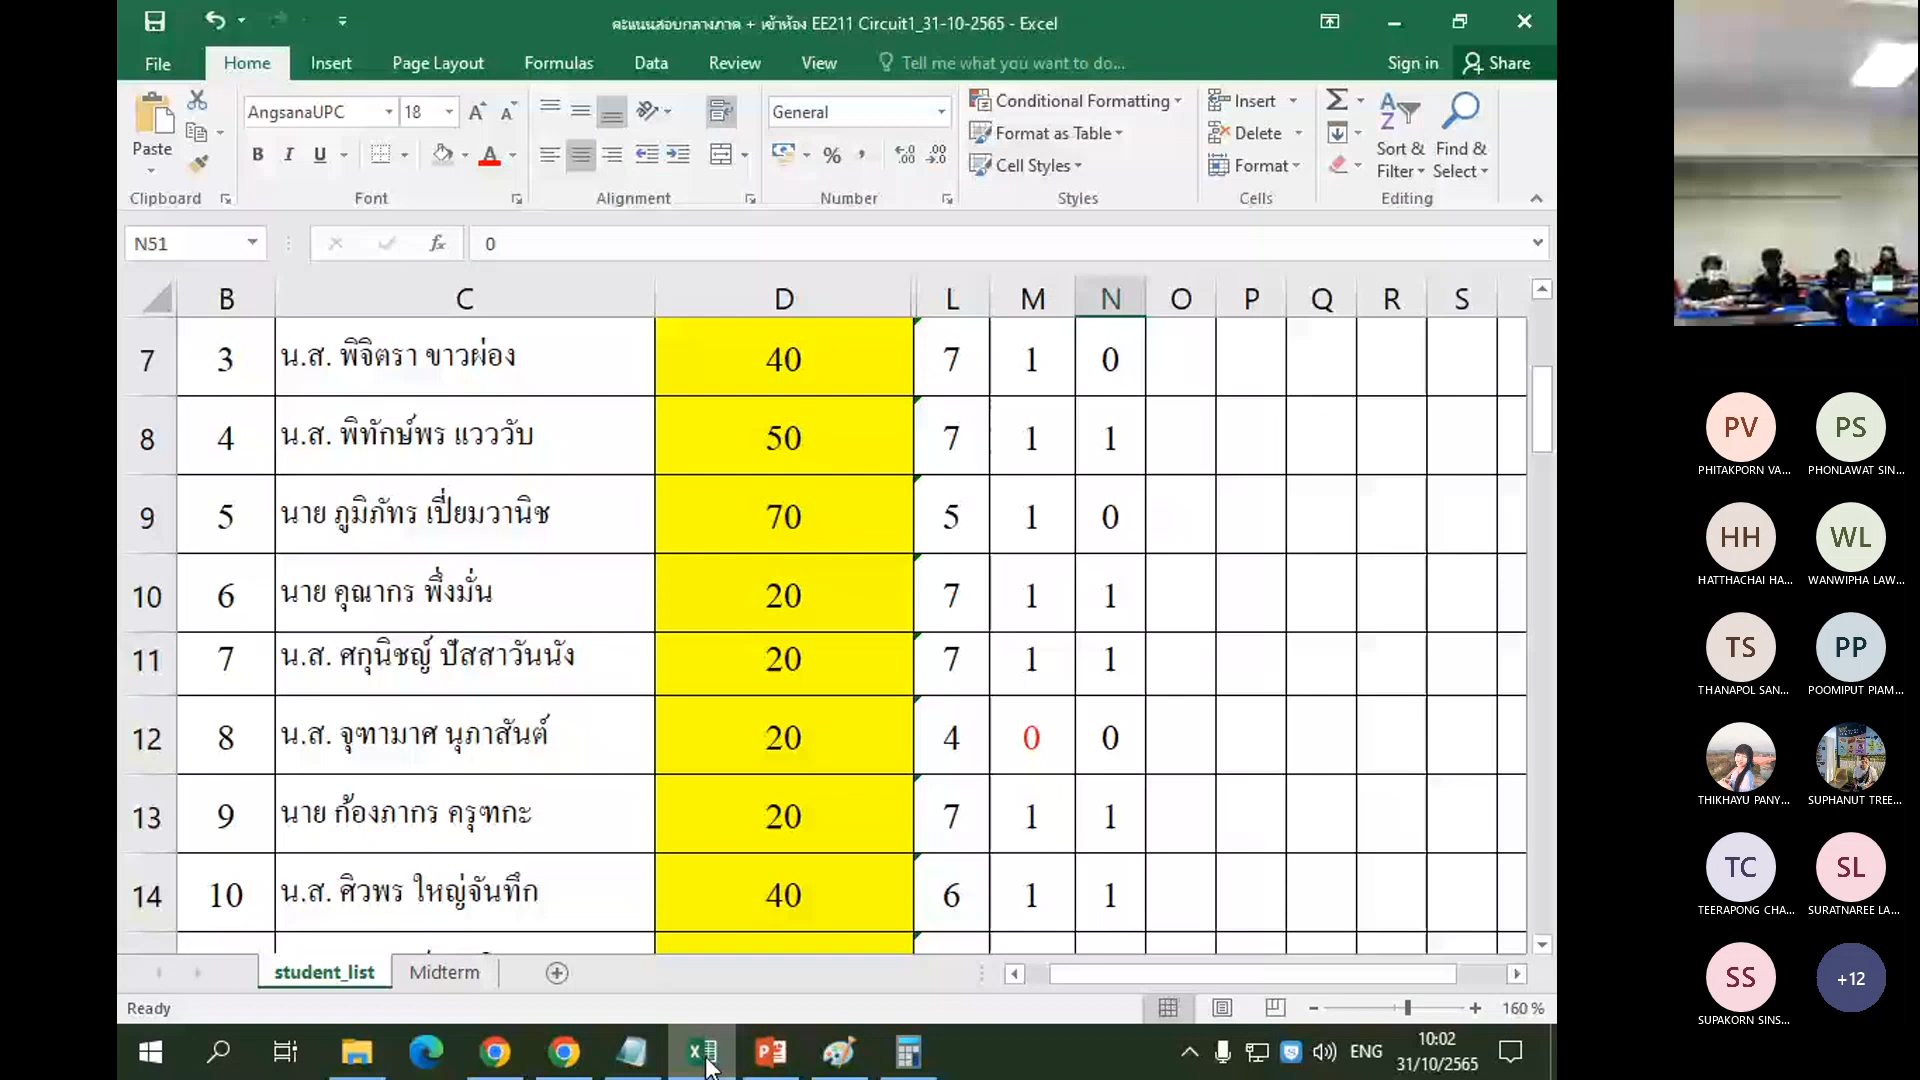 คะแนนสอบกลางภาค + เข้าห้อง EE211 Circuit1_31-10-2565 - Excel
File Home Insert Page Layout Formulas Data Review View Tell me what you want to do... Sign in Share
Paste
AngsanaUPC 18
General
Conditional Formatting
Format as Table
Cell Styles
Insert
Delete
Format
Sort & Filter
Find & Select
Clipboard Font Alignment Number Styles Cells Editing
N51 fx 0
B C D L M N O P Q R S
7 3 น.ส. พิจิตรา ขาวผ่อง 40 7 1 0
8 4 น.ส. พิทักษ์พร แวววับ 50 7 1 1
9 5 นาย ภูมิภัทร เปี่ยมวานิช 70 5 1 0
10 6 นาย คุณากร พึ่งมั่น 20 7 1 1
11 7 น.ส. ศกุนิชญ์ ปัสสาวันนัง 20 7 1 1
12 8 น.ส. จุฑามาศ นุภาสันต์ 20 4 0 0
13 9 นาย ก้องภากร ครุฑกะ 20 7 1 1
14 10 น.ส. ศิวพร ใหญ่จันทึก 40 6 1 1
student_list Midterm
Ready 160 %
ENG 10:02
31/10/2565
PV PS
PHITAKPORN VA... PHONLAWAT SIN...
HH WL
HATTHACHAI HA... WANWIPHA LAW...
TS PP
THANAPOL SAN... POOMIPUT PIAM...
THIKHAYU PANY... SUPHANUT TREE...
TC SL
TEERAPONG CHA... SURATNAREE LA...
SS +12
SUPAKORN SINS...